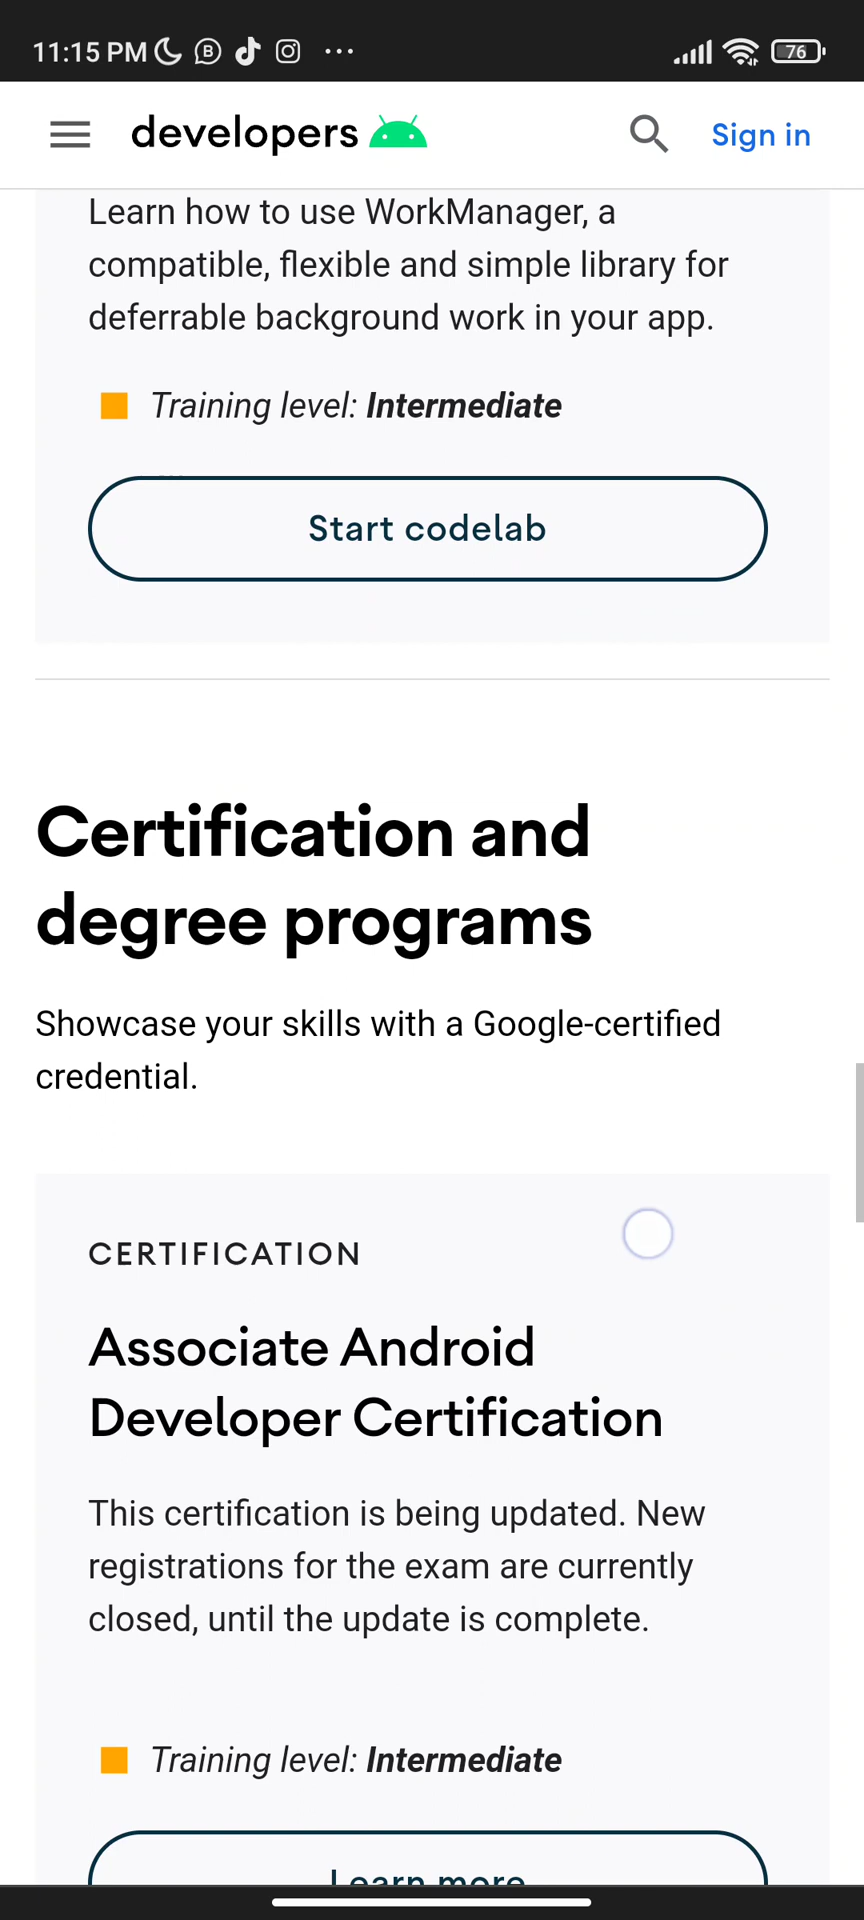 11:15 PM
76
developers
Sign in
Learn how to use WorkManager, a
compatible, flexible and simple library for
deferrable background work in your app.
Training level: Intermediate
Start codelab
Certification and
degree programs
Showcase your skills with a Google-certified
credential.
CERTIFICATION
Associate Android
Developer Certification
This certification is being updated. New
registrations for the exam are currently
closed, until the update is complete.
Training level: Intermediate
Learn more